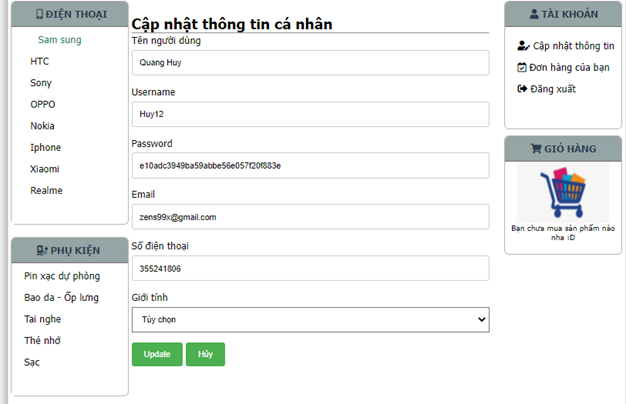 ĐIỆN THOẠI
Sam sung
HTC
Sony
OPPO
Nokia
Iphone
Xiaomi
Realme
PHỤ KIỆN
Pin xạc dự phòng
Bao da - Ốp lưng
Tai nghe
Thẻ nhớ
Sạc
Cập nhật thông tin cá nhân
Tên người dùng
Quang Huy
Username
Huy12
Password
e10adc3949ba59abbe56e057f20f883e
Email
zens99x@gmail.com
Số điện thoại
355241806
Giới tính
Tùy chọn
Update Hủy
TÀI KHOẢN
Cập nhật thông tin
Đơn hàng của bạn
Đăng xuất
GIỎ HÀNG
Bạn chưa mua sản phẩm nào
nha :D